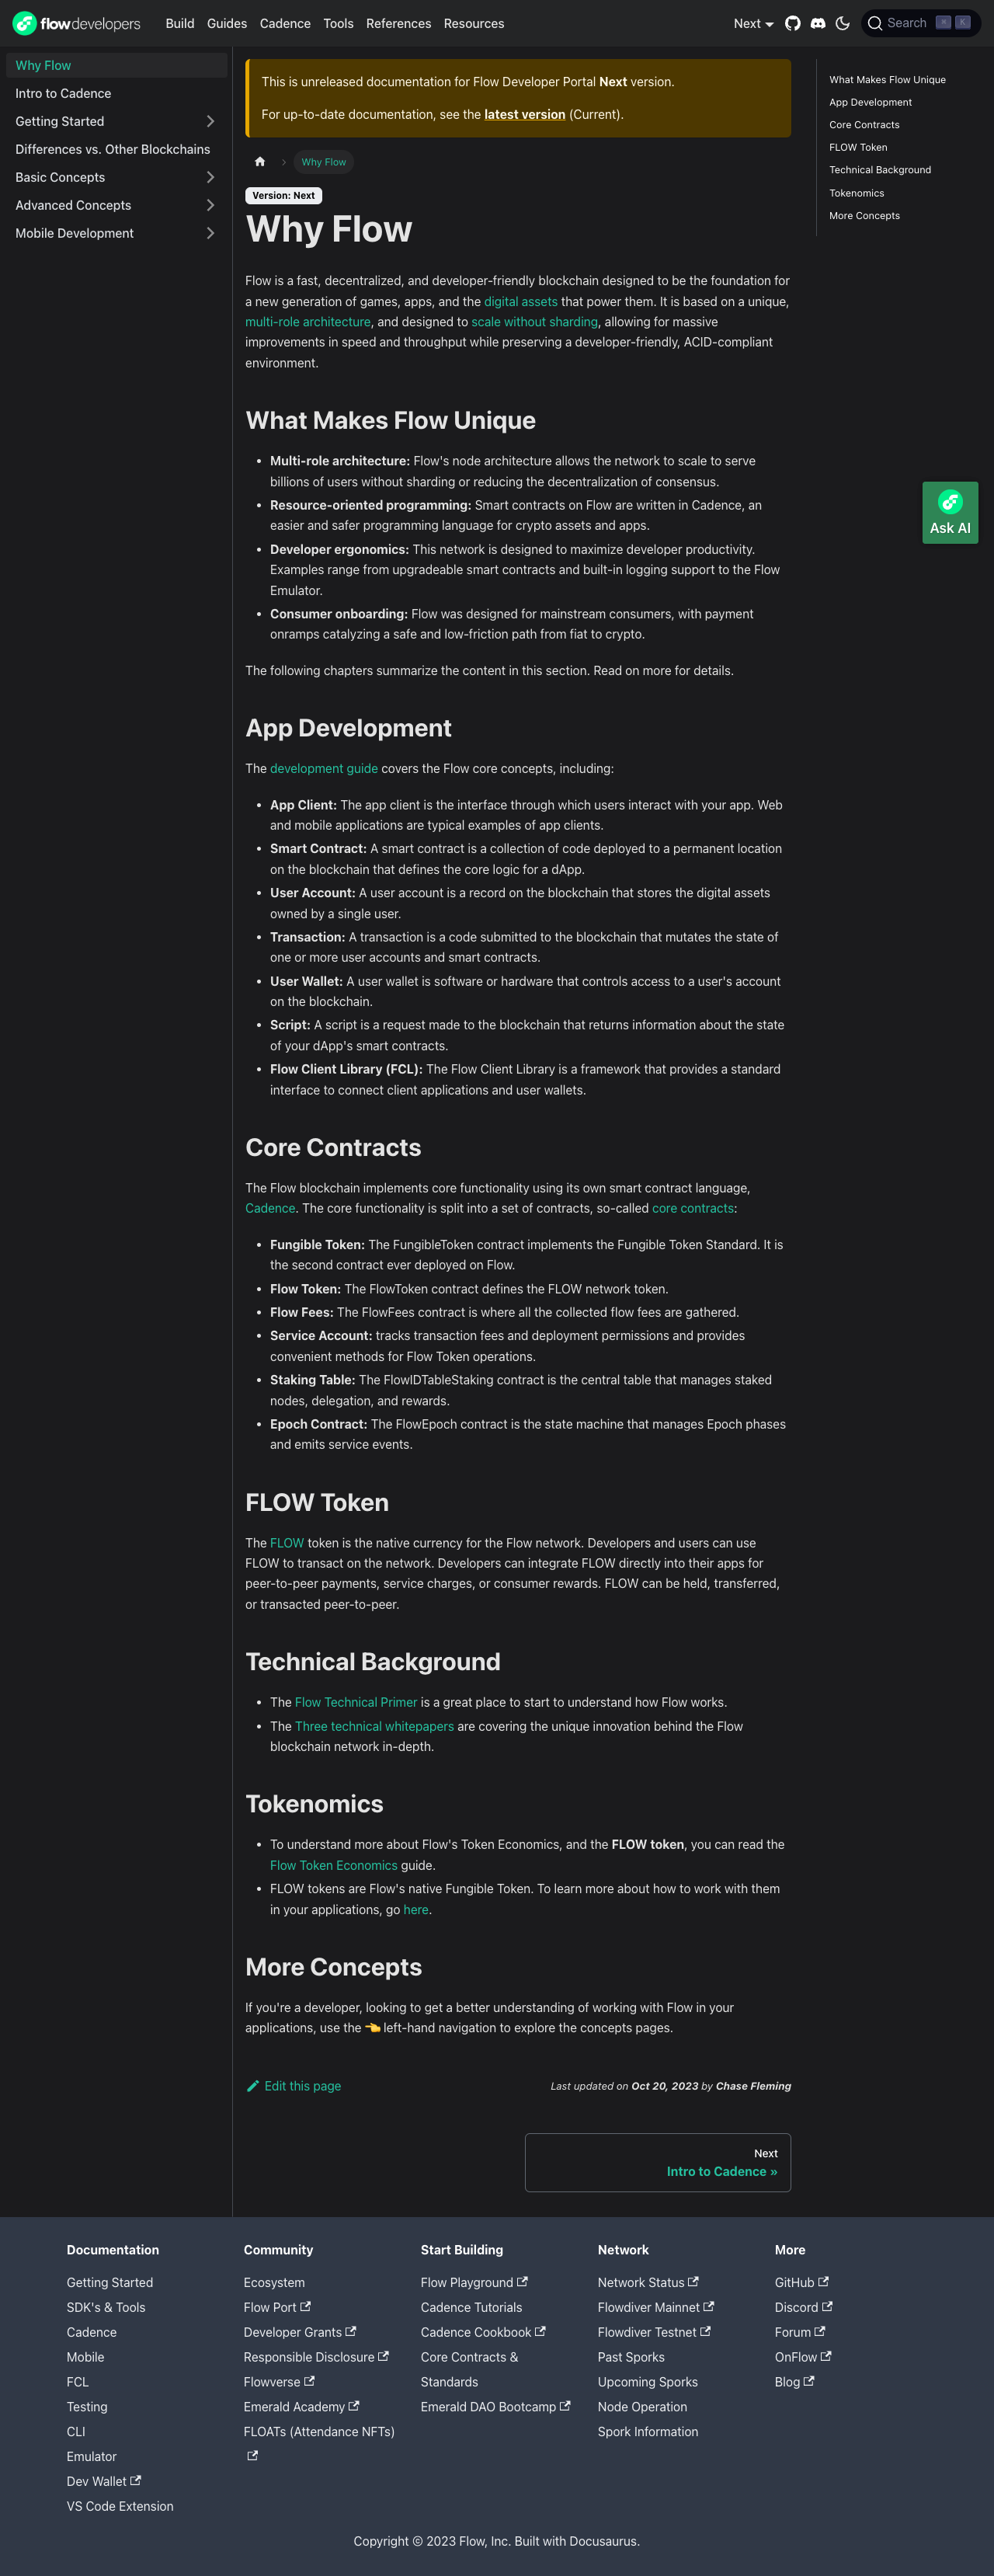 flowdevelopers Build Guides Cadence Tools References Resources Next Search ⌘ K
Why Flow
Intro to Cadence
Getting Started
Differences vs. Other Blockchains
Basic Concepts
Advanced Concepts
Mobile Development
This is unreleased documentation for Flow Developer Portal Next version.
For up-to-date documentation, see the latest version (Current).
Why Flow
Version: Next
Why Flow
Flow is a fast, decentralized, and developer-friendly blockchain designed to be the foundation for
a new generation of games, apps, and the digital assets that power them. It is based on a unique,
multi-role architecture, and designed to scale without sharding, allowing for massive
improvements in speed and throughput while preserving a developer-friendly, ACID-compliant
environment.
What Makes Flow Unique
• Multi-role architecture: Flow's node architecture allows the network to scale to serve
billions of users without sharding or reducing the decentralization of consensus.
• Resource-oriented programming: Smart contracts on Flow are written in Cadence, an
easier and safer programming language for crypto assets and apps.
• Developer ergonomics: This network is designed to maximize developer productivity.
Examples range from upgradeable smart contracts and built-in logging support to the Flow
Emulator.
• Consumer onboarding: Flow was designed for mainstream consumers, with payment
onramps catalyzing a safe and low-friction path from fiat to crypto.
The following chapters summarize the content in this section. Read on more for details.
App Development
The development guide covers the Flow core concepts, including:
• App Client: The app client is the interface through which users interact with your app. Web
and mobile applications are typical examples of app clients.
• Smart Contract: A smart contract is a collection of code deployed to a permanent location
on the blockchain that defines the core logic for a dApp.
• User Account: A user account is a record on the blockchain that stores the digital assets
owned by a single user.
• Transaction: A transaction is a code submitted to the blockchain that mutates the state of
one or more user accounts and smart contracts.
• User Wallet: A user wallet is software or hardware that controls access to a user's account
on the blockchain.
• Script: A script is a request made to the blockchain that returns information about the state
of your dApp's smart contracts.
• Flow Client Library (FCL): The Flow Client Library is a framework that provides a standard
interface to connect client applications and user wallets.
Core Contracts
The Flow blockchain implements core functionality using its own smart contract language,
Cadence. The core functionality is split into a set of contracts, so-called core contracts:
• Fungible Token: The FungibleToken contract implements the Fungible Token Standard. It is
the second contract ever deployed on Flow.
• Flow Token: The FlowToken contract defines the FLOW network token.
• Flow Fees: The FlowFees contract is where all the collected flow fees are gathered.
• Service Account: tracks transaction fees and deployment permissions and provides
convenient methods for Flow Token operations.
• Staking Table: The FlowIDTableStaking contract is the central table that manages staked
nodes, delegation, and rewards.
• Epoch Contract: The FlowEpoch contract is the state machine that manages Epoch phases
and emits service events.
FLOW Token
The FLOW token is the native currency for the Flow network. Developers and users can use
FLOW to transact on the network. Developers can integrate FLOW directly into their apps for
peer-to-peer payments, service charges, or consumer rewards. FLOW can be held, transferred,
or transacted peer-to-peer.
Technical Background
• The Flow Technical Primer is a great place to start to understand how Flow works.
• The Three technical whitepapers are covering the unique innovation behind the Flow
blockchain network in-depth.
Tokenomics
• To understand more about Flow's Token Economics, and the FLOW token, you can read the
Flow Token Economics guide.
• FLOW tokens are Flow's native Fungible Token. To learn more about how to work with them
in your applications, go here.
More Concepts
If you're a developer, looking to get a better understanding of working with Flow in your
applications, use the 👈 left-hand navigation to explore the concepts pages.
Edit this page
Last updated on Oct 20, 2023 by Chase Fleming
Next
Intro to Cadence »
What Makes Flow Unique
App Development
Core Contracts
FLOW Token
Technical Background
Tokenomics
More Concepts
Ask AI
Documentation
Getting Started
SDK's & Tools
Cadence
Mobile
FCL
Testing
CLI
Emulator
Dev Wallet
VS Code Extension
Community
Ecosystem
Flow Port
Developer Grants
Responsible Disclosure
Flowverse
Emerald Academy
FLOATs (Attendance NFTs)
Start Building
Flow Playground
Cadence Tutorials
Cadence Cookbook
Core Contracts &
Standards
Emerald DAO Bootcamp
Network
Network Status
Flowdiver Mainnet
Flowdiver Testnet
Past Sporks
Upcoming Sporks
Node Operation
Spork Information
More
GitHub
Discord
Forum
OnFlow
Blog
Copyright © 2023 Flow, Inc. Built with Docusaurus.